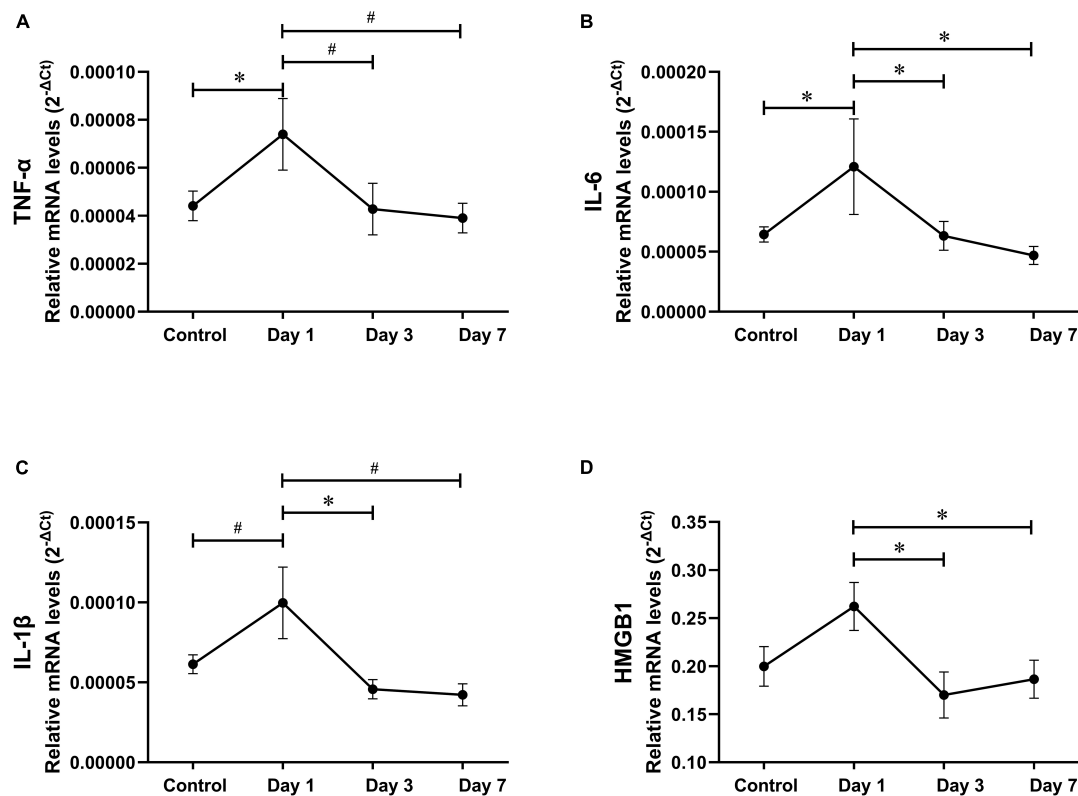 A
#
#
*
TNF-α
Relative mRNA levels (2-ΔCt)
0.00010
0.00008
0.00006
0.00004
0.00002
0.00000
Control Day 1 Day 3 Day 7
B
*
*
*
IL-6
Relative mRNA levels (2-ΔCt)
0.00020
0.00015
0.00010
0.00005
0.00000
Control Day 1 Day 3 Day 7
C
#
*
#
IL-1β
Relative mRNA levels (2-ΔCt)
0.00015
0.00010
0.00005
0.00000
Control Day 1 Day 3 Day 7
D
*
*
HMGB1
Relative mRNA levels (2-ΔCt)
0.35
0.30
0.25
0.20
0.15
0.10
Control Day 1 Day 3 Day 7